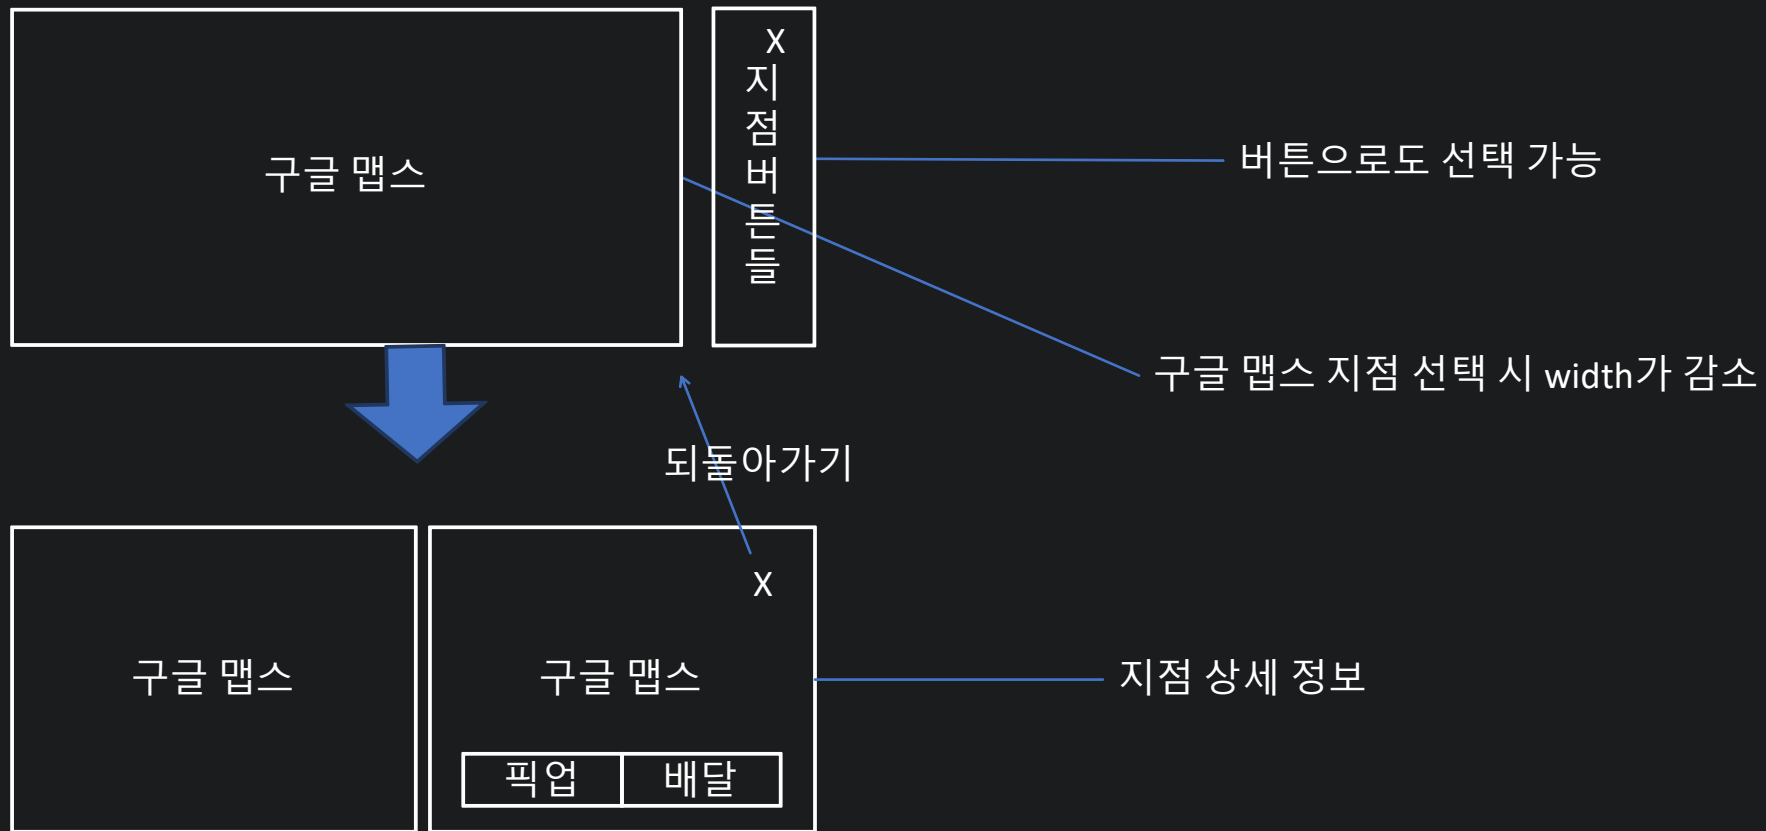 구글 맵스
X
지
점
버
튼
들
버튼으로도 선택 가능
구글 맵스 지점 선택 시 width가 감소
되돌아가기
X
구글 맵스
구글 맵스
지점 상세 정보
픽업
배달